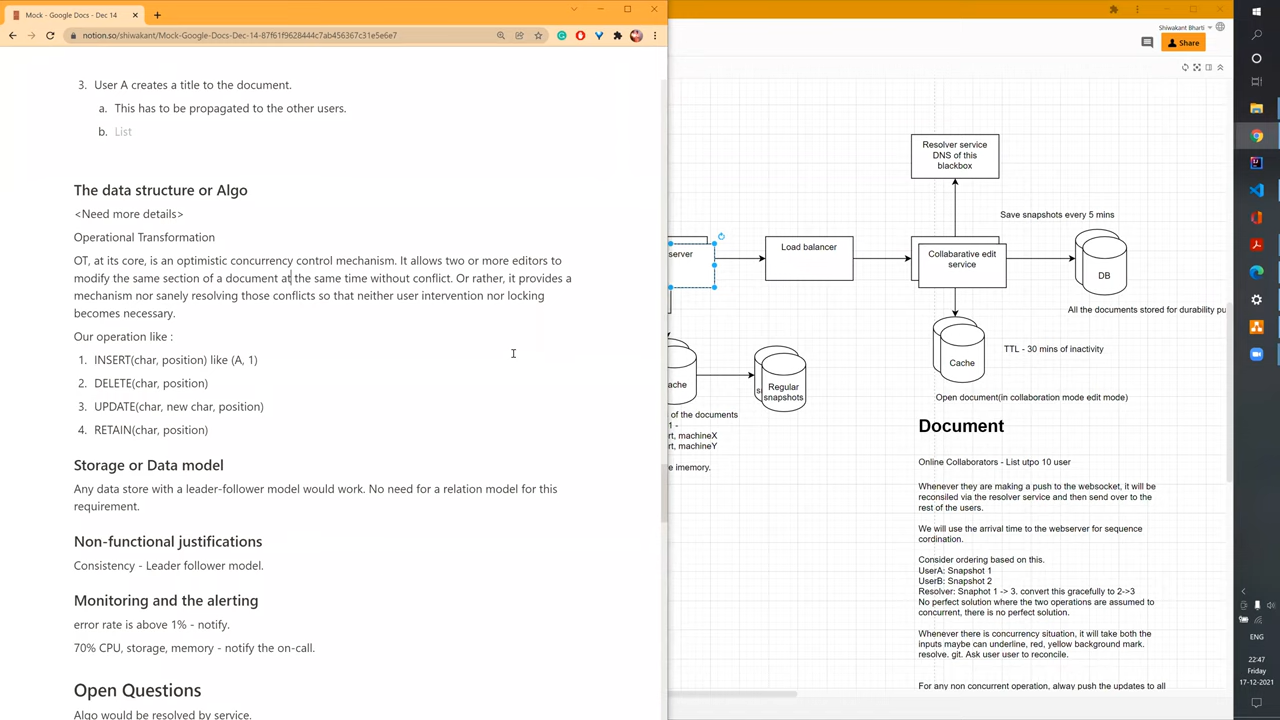 Mock - Google Docs - Dec 14
notion.so/shiwakant/Mock-Google-Docs-Dec-14-87f61f9628444c7ab456367c31e5e6e7
3. User A creates a title to the document.
a. This has to be propagated to the other users.
b. List
The data structure or Algo
<Need more details>
Operational Transformation
OT, at its core, is an optimistic concurrency control mechanism. It allows two or more editors to
modify the same section of a document at the same time without conflict. Or rather, it provides a
mechanism nor sanely resolving those conflicts so that neither user intervention nor locking
becomes necessary.
Our operation like :
1. INSERT(char, position) like (A, 1)
2. DELETE(char, position)
3. UPDATE(char, new char, position)
4. RETAIN(char, position)
Storage or Data model
Any data store with a leader-follower model would work. No need for a relation model for this
requirement.
Non-functional justifications
Consistency - Leader follower model.
Monitoring and the alerting
error rate is above 1% - notify.
70% CPU, storage, memory - notify the on-call.
Open Questions
Algo would be resolved by service.
Shiwakant Bharti
Share
Resolver service
DNS of this
blackbox
Save snapshots every 5 mins
server
Load balancer
Collabarative edit
service
DB
All the documents stored for durability pu
Cache
TTL - 30 mins of inactivity
ache
Regular
snapshots
s
Open document(in collaboration mode edit mode)
of the documents
1 -
rt, machineX
rt, machineY
e imemory.
Document
Online Collaborators - List utpo 10 user
Whenever they are making a push to the websocket, it will be
reconsiled via the resolver service and then send over to the
rest of the users.
We will use the arrival time to the webserver for sequence
cordination.
Consider ordering based on this.
UserA: Snapshot 1
UserB: Snapshot 2
Resolver: Snaphot 1 -> 3. convert this gracefully to 2->3
No perfect solution where the two operations are assumed to
concurrent, there is no perfect solution.
Whenever there is concurrency situation, it will take both the
inputs maybe can underline, red, yellow background mark.
resolve. git. Ask user user to reconcile.
For any non concurrent operation, alway push the updates to all
ENG
22:47
Friday
17-12-2021